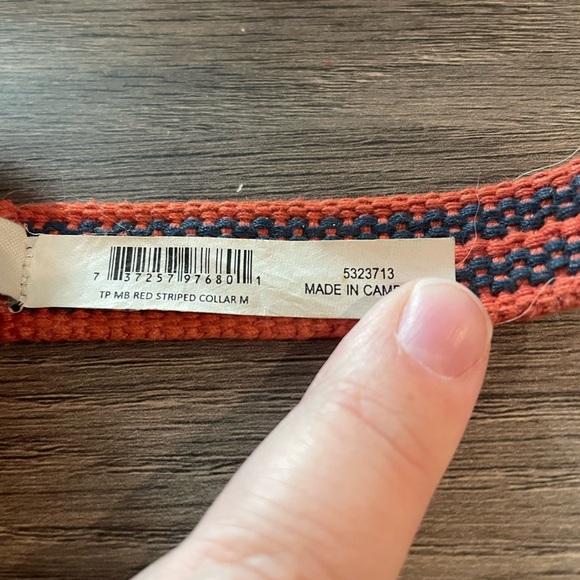 7 37257 97680 1
TP MB RED STRIPED COLLAR M
5323713
MADE IN